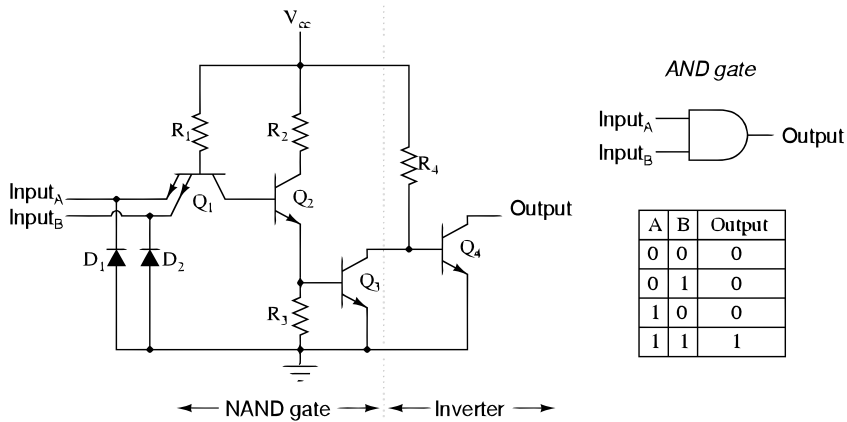 Vcc
R1
R2
R4
InputA
InputB
Q1
Q2
Output
Q4
D1
D2
Q3
R3
NAND gate
Inverter
AND gate
InputA
InputB
Output
A B Output
0 0 0
0 1 0
1 0 0
1 1 1